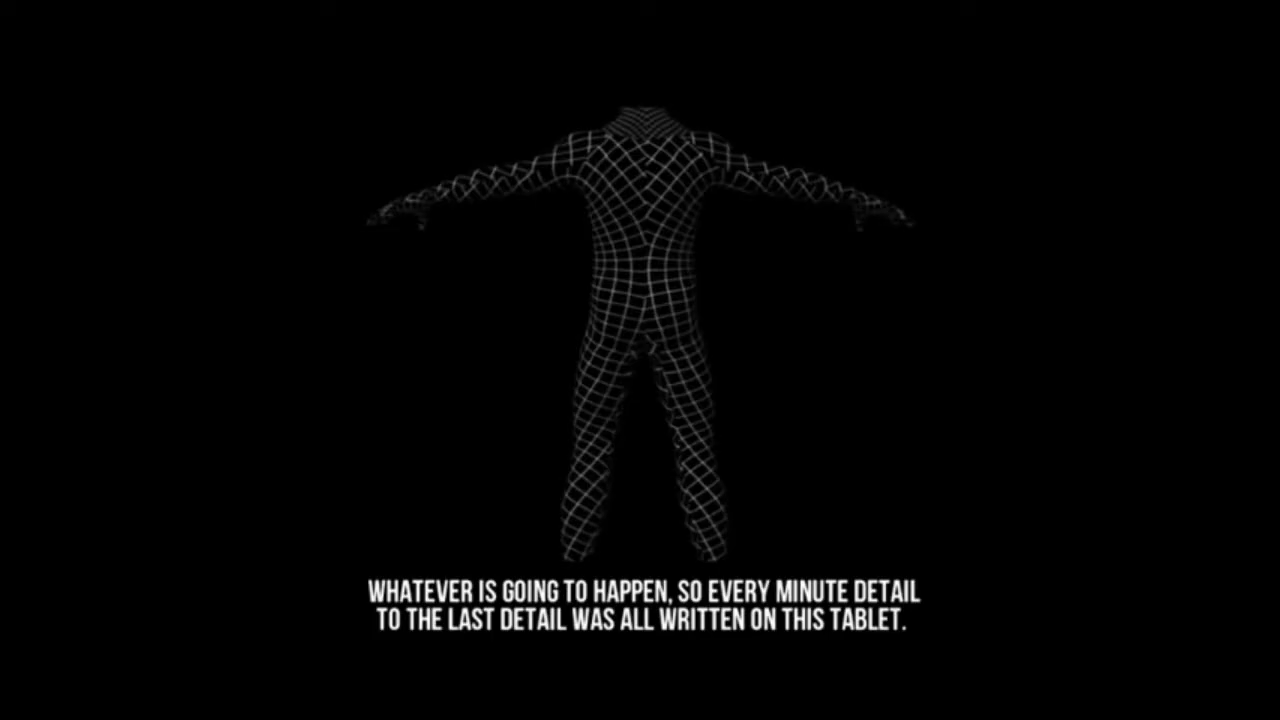 WHATEVER IS GOING TO HAPPEN, SO EVERY MINUTE DETAIL
TO THE LAST DETAIL WAS ALL WRITTEN ON THIS TABLET.